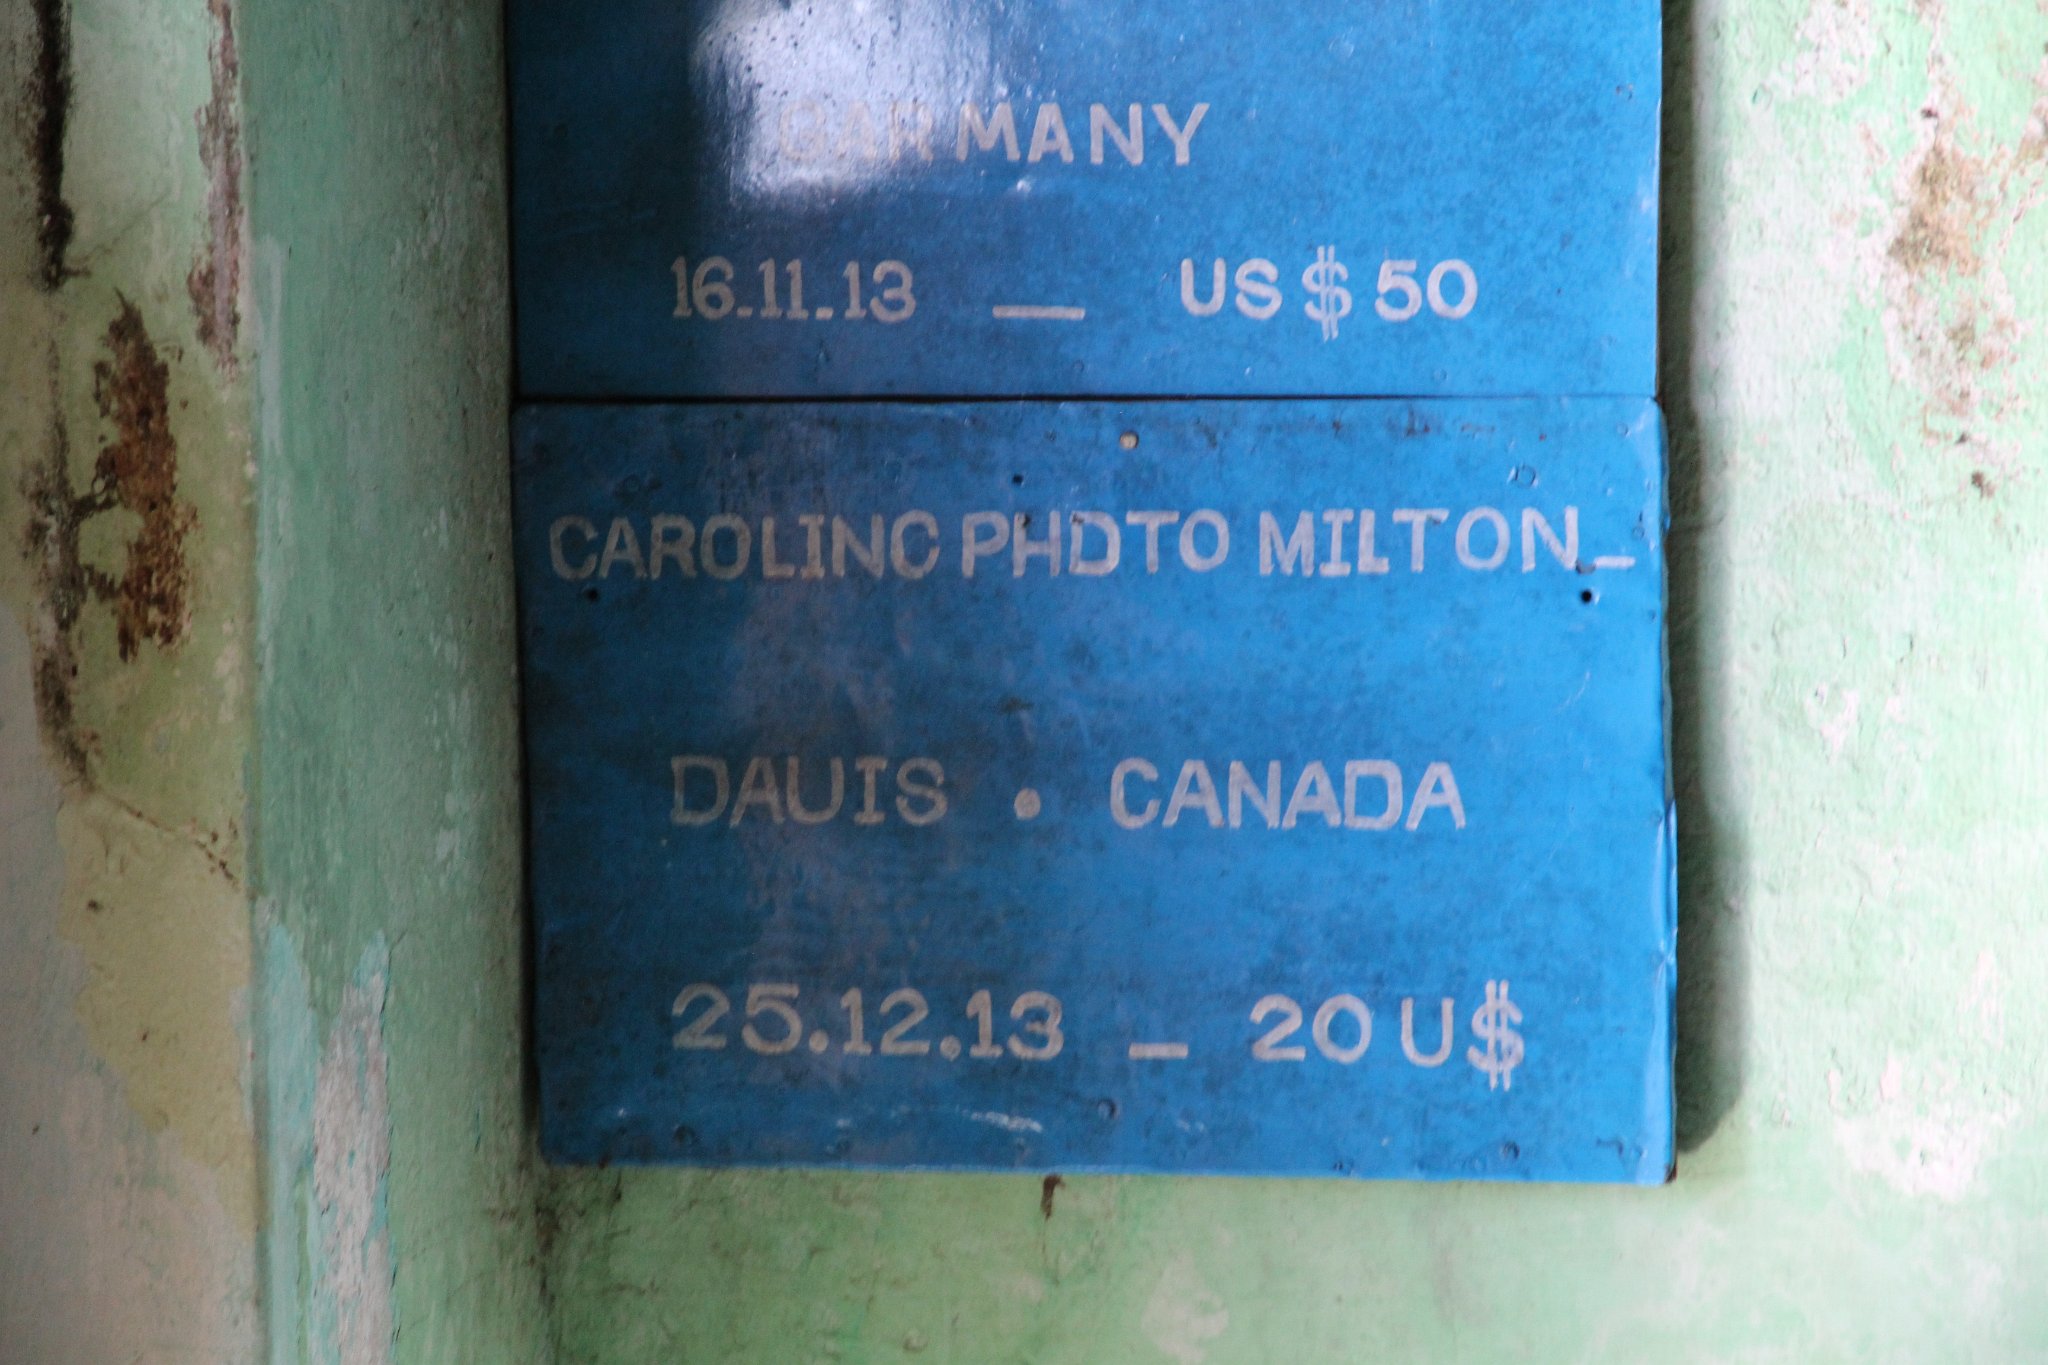 GARMANY
16.11.13 — US $ 50
CAROLINC PHDTO MILTON_
DAUIS . CANADA
25.12.13 — 20 U$